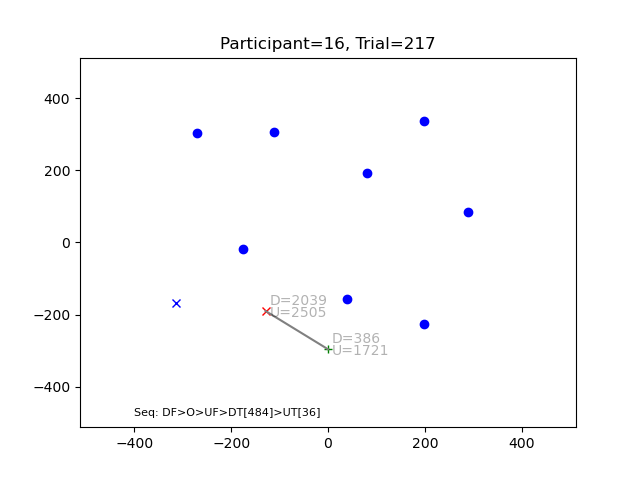 Participant=16, Trial=217
400
200
0
−200
−400
D=2039
U=2505
D=386
U=1721
Seq: DF>O>UF>DT[484]>UT[36]
−400 −200 0 200 400